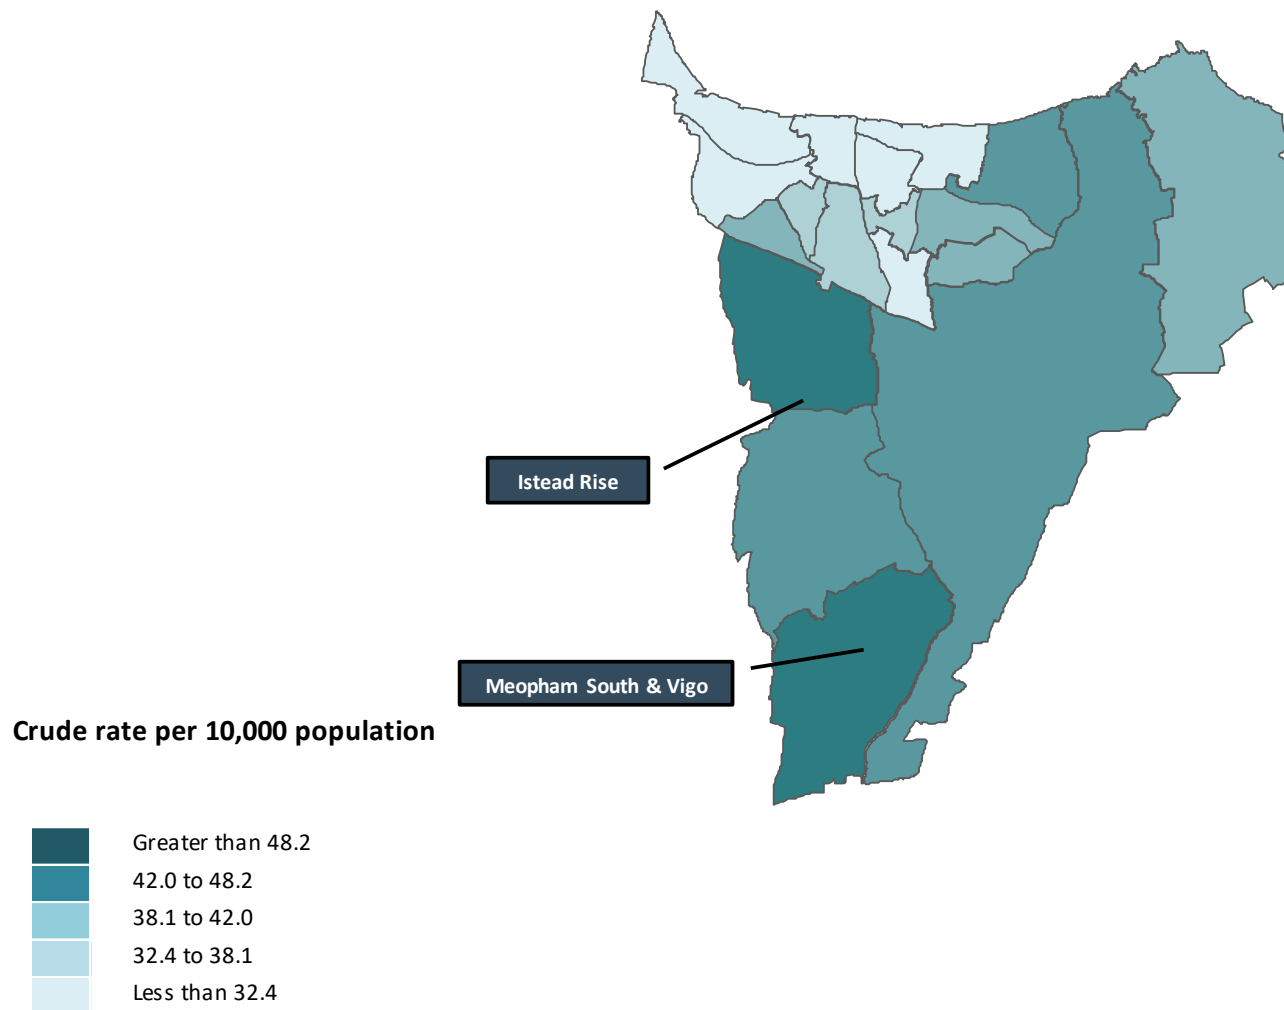 Istead Rise
Meopham South & Vigo
Crude rate per 10,000 population
Greater than 48.2
42.0 to 48.2
38.1 to 42.0
32.4 to 38.1
Less than 32.4